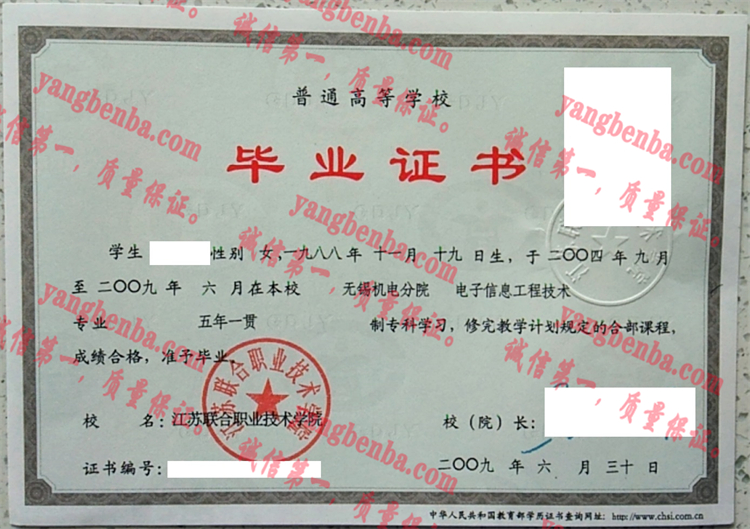 普通高等学校
毕业证书
学生 性别 女,一九八八年 十一月 十九 日生,于 二〇〇四 年 九 月
至 二〇〇九 年 六 月在本校 无锡机电分院 电子信息工程技术
专业 五年一贯 制专科学习,修完教学计划规定的合部课程,
成绩合格,准予毕业。
校 名:江苏联合职业技术学院 校(院)长:
证书编号: 二〇〇九 年 六 月 三十 日
中华人民共和国教育部学历证书查询网址:http://www.chsi.com.cn
江苏联合职业技术学院
yangbenba.com
诚信第一,质量保证。